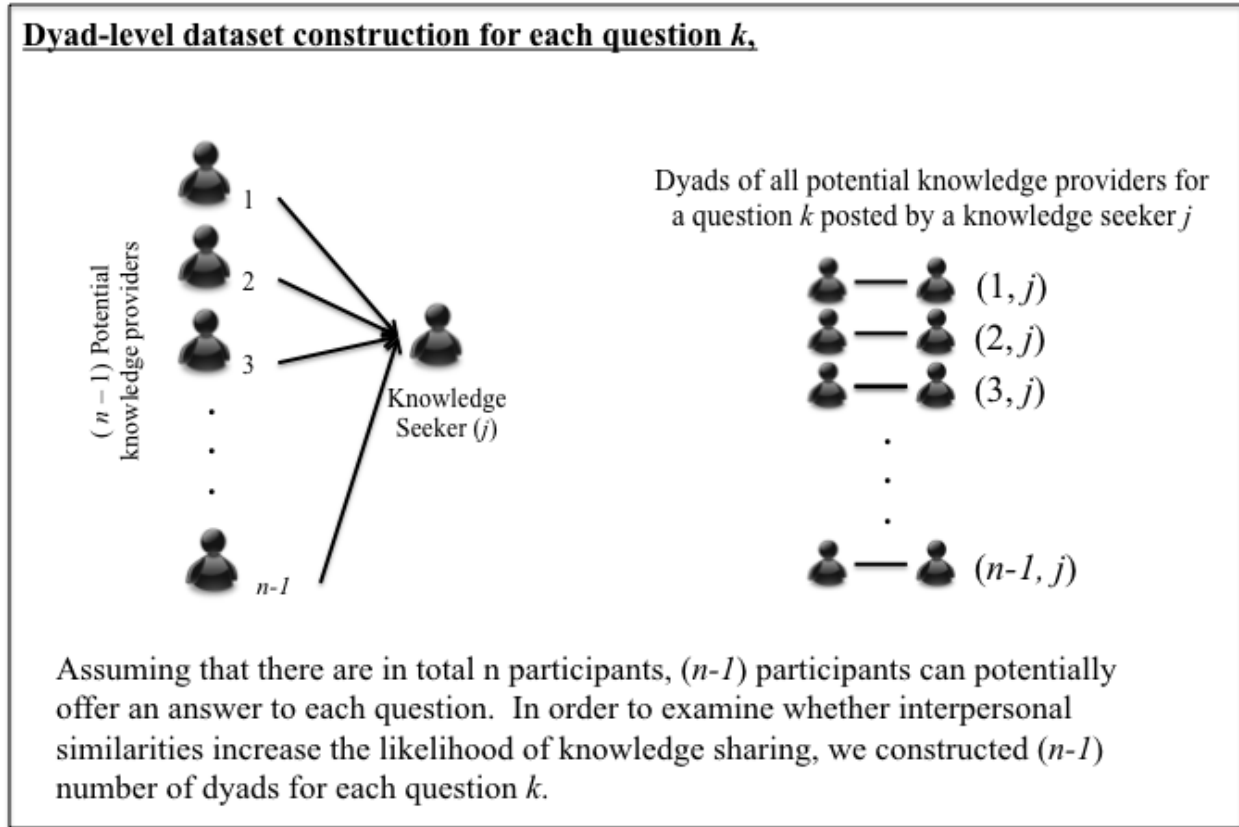 Dyad-level dataset construction for each question k,
1
2
3
.
.
.
n-1
( n – 1) Potential
knowledge providers
Knowledge
Seeker (j)
Dyads of all potential knowledge providers for
a question k posted by a knowledge seeker j
(1, j)
(2, j)
(3, j)
.
.
.
(n-1, j)
Assuming that there are in total n participants, (n-1) participants can potentially
offer an answer to each question.  In order to examine whether interpersonal
similarities increase the likelihood of knowledge sharing, we constructed (n-1)
number of dyads for each question k.